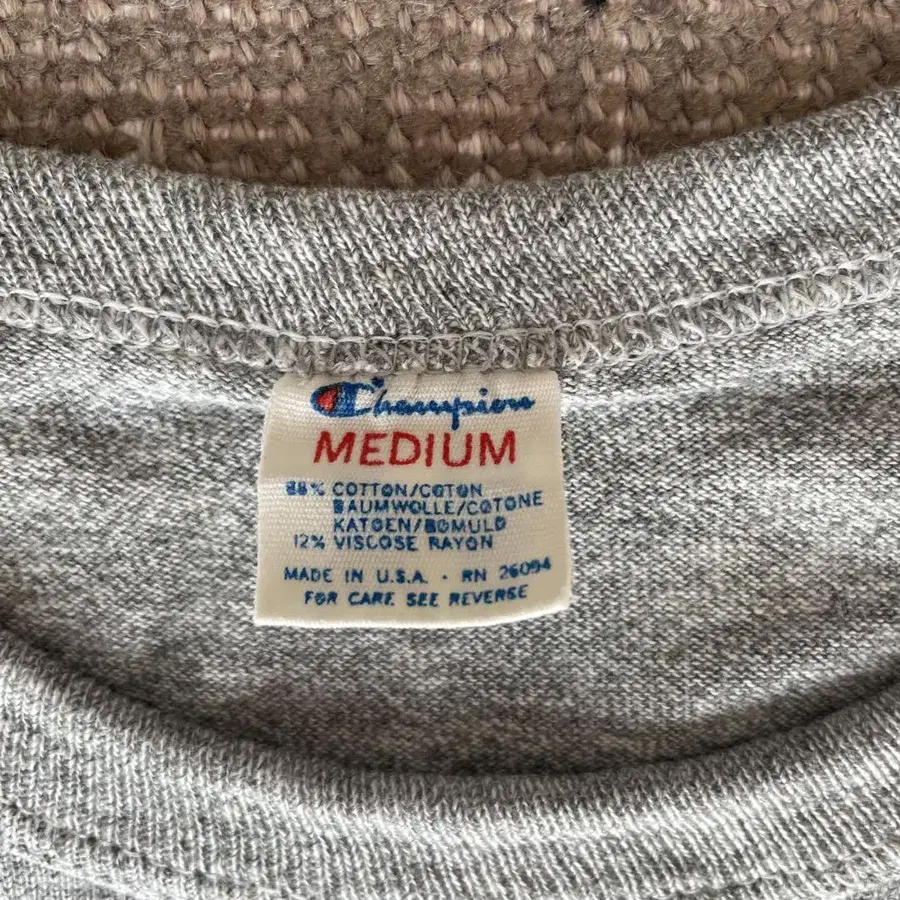 Champion
MEDIUM
88% COTTON/COTON
BAUMWOLLE/COTONE
KATOEN/BOMULD
12% VISCOSE RAYON
MADE IN U.S.A. · RN 26094
FOR CARE SEE REVERSE